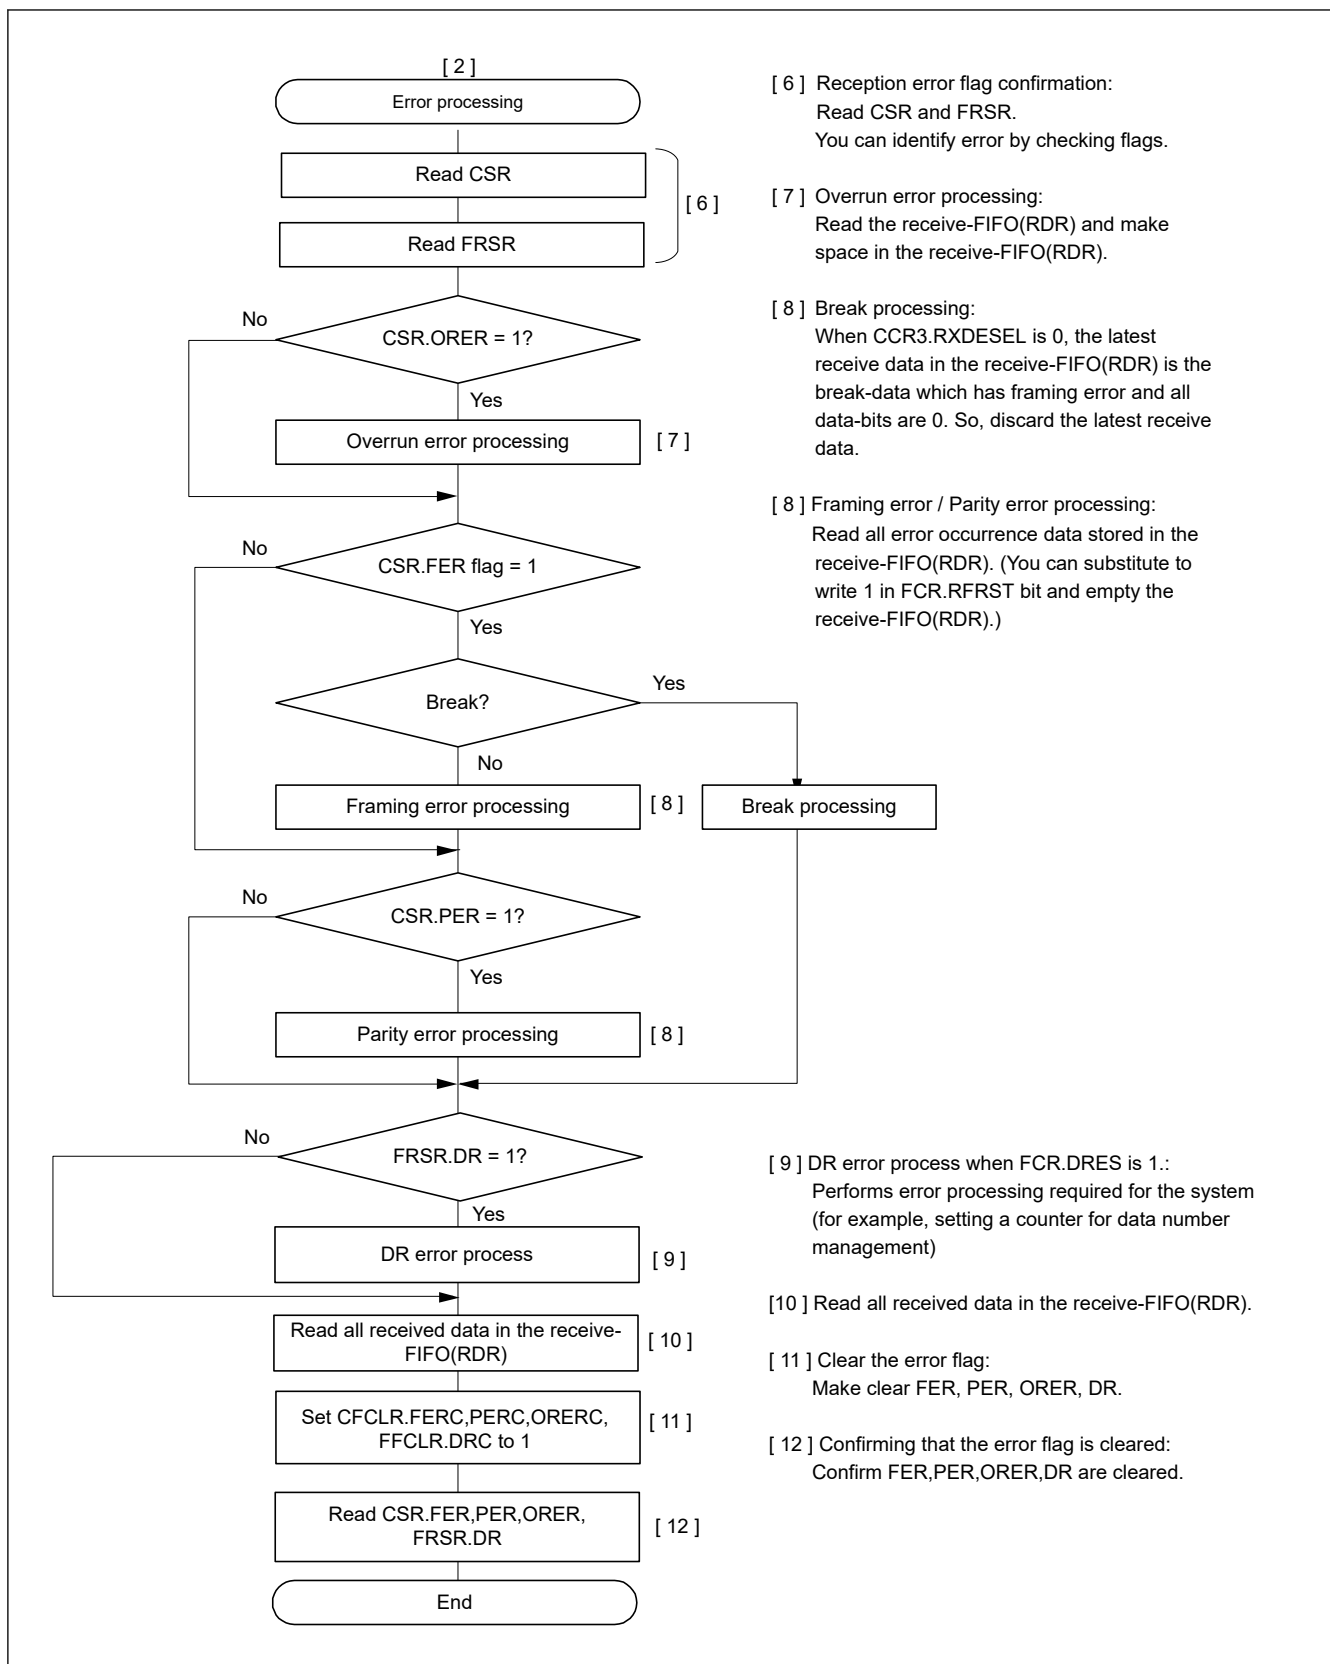 [ 2 ]
Error processing
Read CSR
Read FRSR
[ 6 ]
No
CSR.ORER = 1?
Yes
Overrun error processing
[ 7 ]
No
CSR.FER flag = 1
Yes
Break?
Yes
No
Framing error processing
[ 8 ]
Break processing
No
CSR.PER = 1?
Yes
Parity error processing
[ 8 ]
No
FRSR.DR = 1?
Yes
DR error process
[ 9 ]
Read all received data in the receive-
FIFO(RDR)
[ 10 ]
Set CFCLR.FERC,PERC,ORERC,
FFCLR.DRC to 1
[ 11 ]
Read CSR.FER,PER,ORER,
FRSR.DR
[ 12 ]
End
[ 6 ] Reception error flag confirmation:
Read CSR and FRSR.
You can identify error by checking flags.
[ 7 ] Overrun error processing:
Read the receive-FIFO(RDR) and make
space in the receive-FIFO(RDR).
[ 8 ] Break processing:
When CCR3.RXDESEL is 0, the latest
receive data in the receive-FIFO(RDR) is the
break-data which has framing error and all
data-bits are 0. So, discard the latest receive
data.
[ 8 ] Framing error / Parity error processing:
Read all error occurrence data stored in the
receive-FIFO(RDR). (You can substitute to
write 1 in FCR.RFRST bit and empty the
receive-FIFO(RDR).)
[ 9 ] DR error process when FCR.DRES is 1.:
Performs error processing required for the system
(for example, setting a counter for data number
management)
[10 ] Read all received data in the receive-FIFO(RDR).
[ 11 ] Clear the error flag:
Make clear FER, PER, ORER, DR.
[ 12 ] Confirming that the error flag is cleared:
Confirm FER,PER,ORER,DR are cleared.